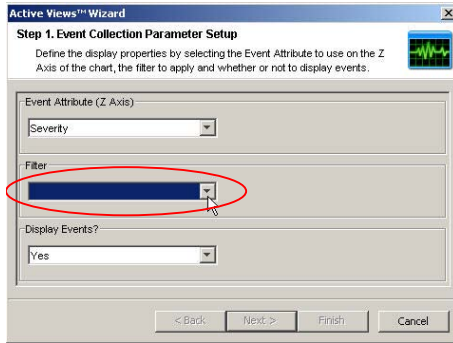 Active Views™ Wizard
Step 1. Event Collection Parameter Setup
Define the display properties by selecting the Event Attribute to use on the Z
Axis of the chart, the filter to apply and whether or not to display events.
Event Attribute (Z Axis)
Severity
Filter
Display Events?
Yes
< Back Next > Finish Cancel